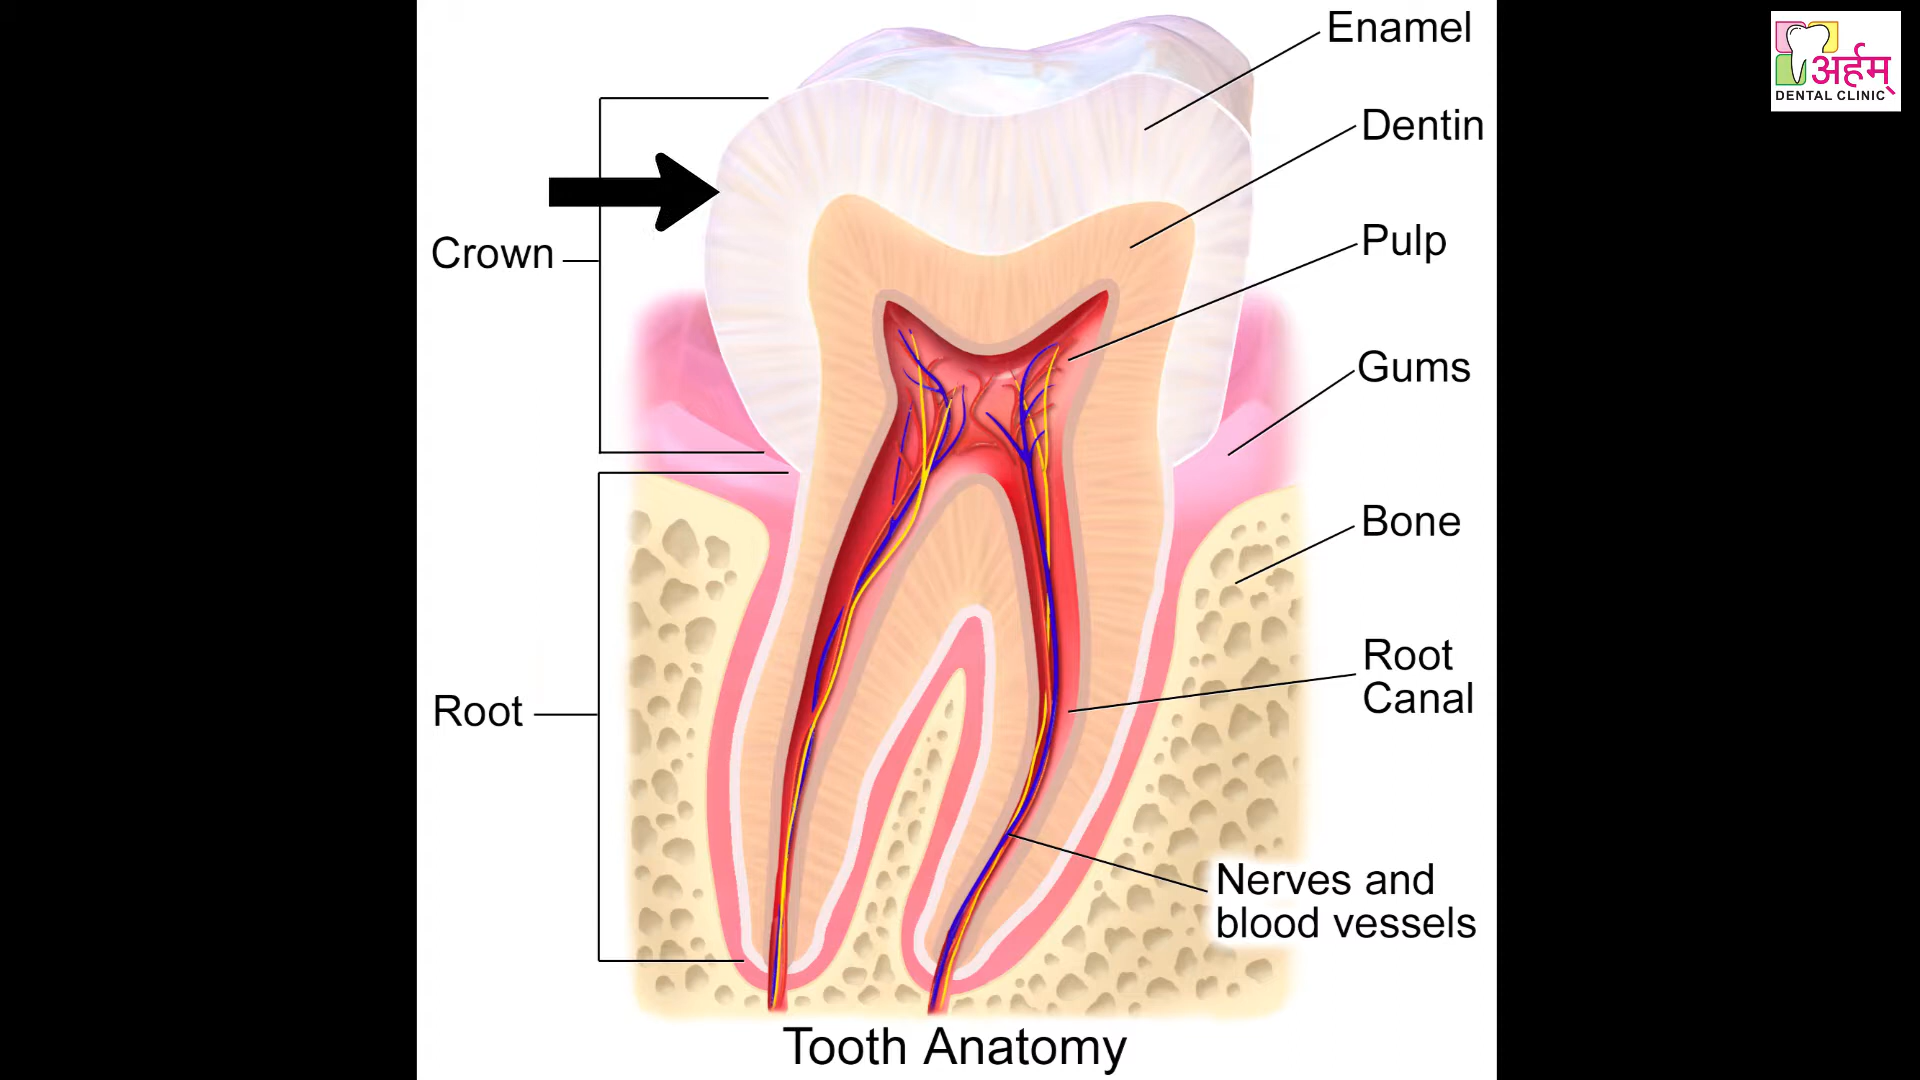 Enamel
Dentin
Pulp
Gums
Bone
Root
Canal
Nerves and
blood vessels
Crown
Root
Tooth Anatomy
अर्हम्
DENTAL CLINIC